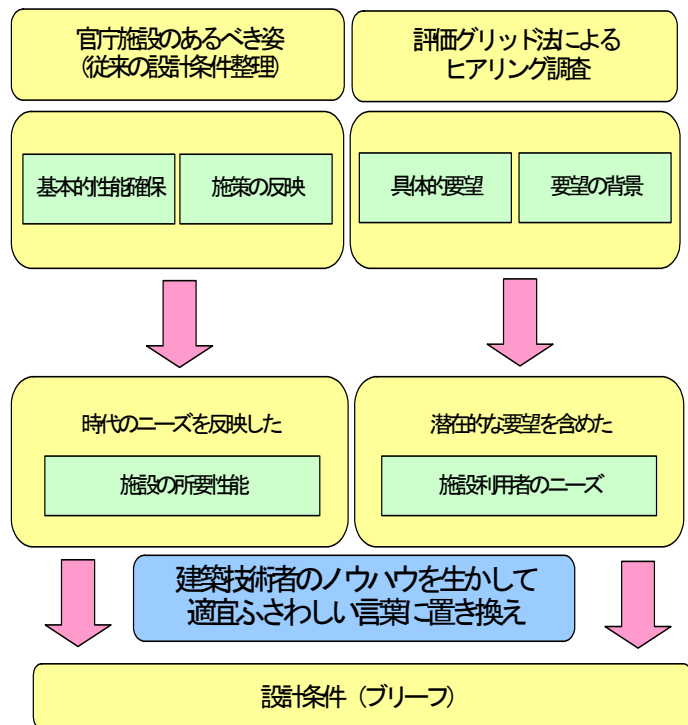 官庁施設のあるべき姿
(従来の設計条件整理)
評価グリッド法による
ヒアリング調査
基本的性能確保
施策の反映
具体的要望
要望の背景
時代のニーズを反映した
施設の所要性能
潜在的な要望を含めた
施設利用者のニーズ
建築技術者のノウハウを生かして
適宜ふさわしい言葉に置き換え
設計条件（ブリーフ）